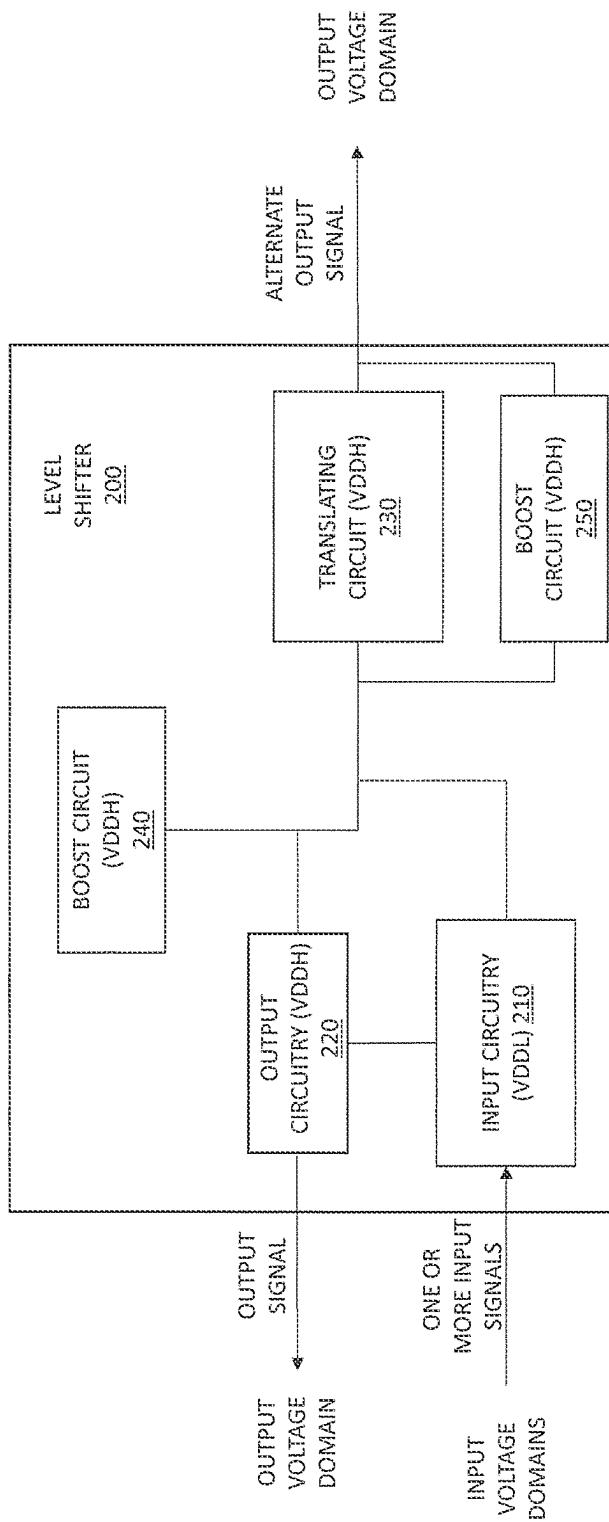 LEVEL
SHIFTER
200
BOOST CIRCUIT
(VDDH)
240
OUTPUT
CIRCUITRY (VDDH)
220
INPUT CIRCUITRY
(VDDL) 210
TRANSLATING
CIRCUIT (VDDH)
230
BOOST
CIRCUIT (VDDH)
250
OUTPUT
SIGNAL
OUTPUT
VOLTAGE
DOMAIN
ONE OR
MORE INPUT
SIGNALS
INPUT
VOLTAGE
DOMAINS
ALTERNATE
OUTPUT
SIGNAL
OUTPUT
VOLTAGE
DOMAIN